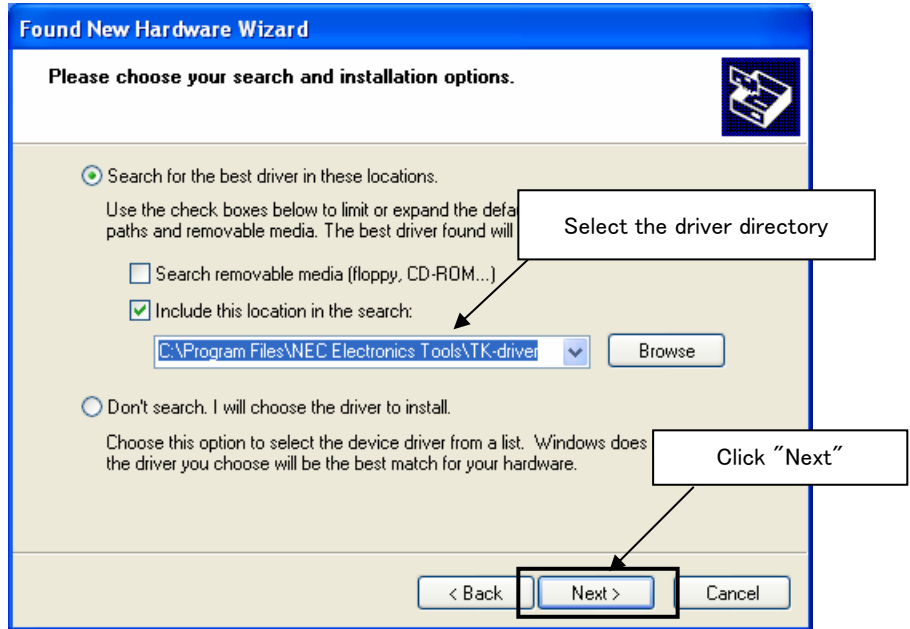 Found New Hardware Wizard
Please choose your search and installation options.
Search for the best driver in these locations.
Use the check boxes below to limit or expand the defa
paths and removable media. The best driver found will
Select the driver directory
Search removable media (floppy, CD-ROM...)
Include this location in the search:
C:\Program Files\NEC Electronics Tools\TK-driver
Browse
Don't search. I will choose the driver to install.
Choose this option to select the device driver from a list. Windows does
the driver you choose will be the best match for your hardware.
Click "Next"
< Back
Next >
Cancel